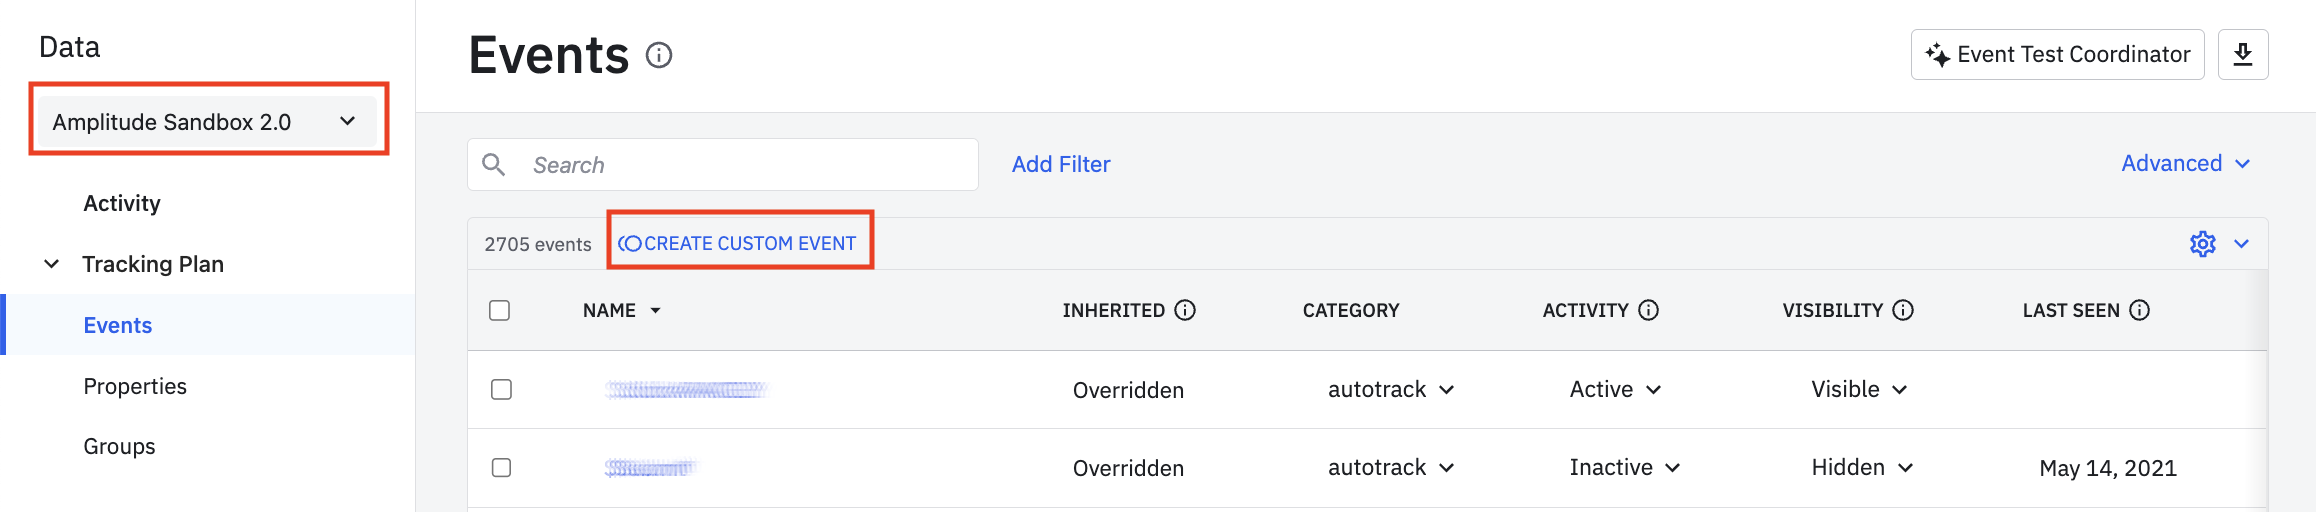 Data
Amplitude Sandbox 2.0
Activity
Tracking Plan
Events
Properties
Groups
Events
Event Test Coordinator
Search
Add Filter
Advanced
2705 events
CREATE CUSTOM EVENT
NAME INHERITED CATEGORY ACTIVITY VISIBILITY LAST SEEN
Overridden autotrack Active Visible
Overridden autotrack Inactive Hidden May 14, 2021